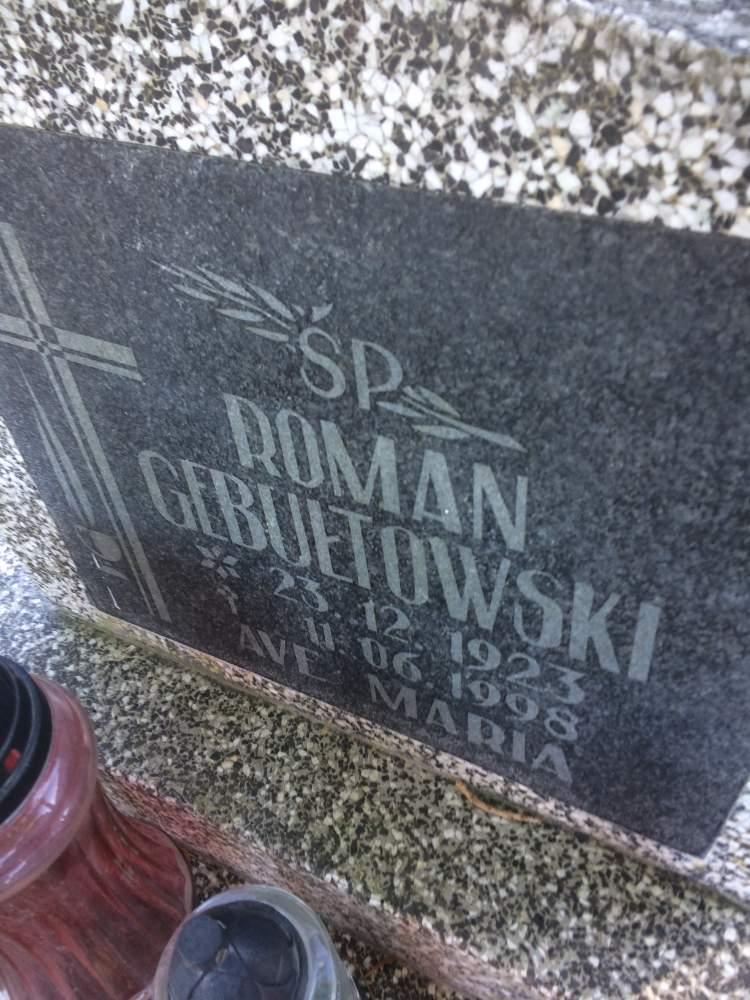 ŚP
ROMAN
GEBUŁTOWSKI
* 23. 12. 1923
† 11. 06. 1998
AVE MARIA